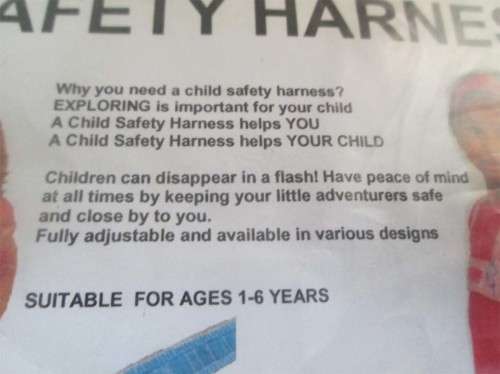 AFETY HARNES
Why you need a child safety harness?
EXPLORING is important for your child
A Child Safety Harness helps YOU
A Child Safety Harness helps YOUR CHILD
Children can disappear in a flash! Have peace of mind
at all times by keeping your little adventurers safe
and close by to you.
Fully adjustable and available in various designs
SUITABLE FOR AGES 1-6 YEARS